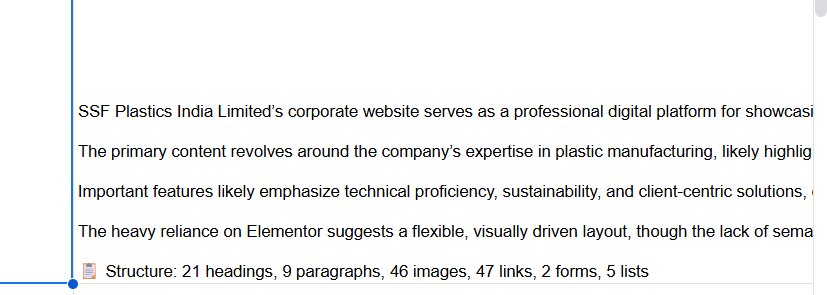 SSF Plastics India Limited’s corporate website serves as a professional digital platform for showcasi
The primary content revolves around the company’s expertise in plastic manufacturing, likely highlig
Important features likely emphasize technical proficiency, sustainability, and client-centric solutions,
The heavy reliance on Elementor suggests a flexible, visually driven layout, though the lack of sema
📋 Structure: 21 headings, 9 paragraphs, 46 images, 47 links, 2 forms, 5 lists